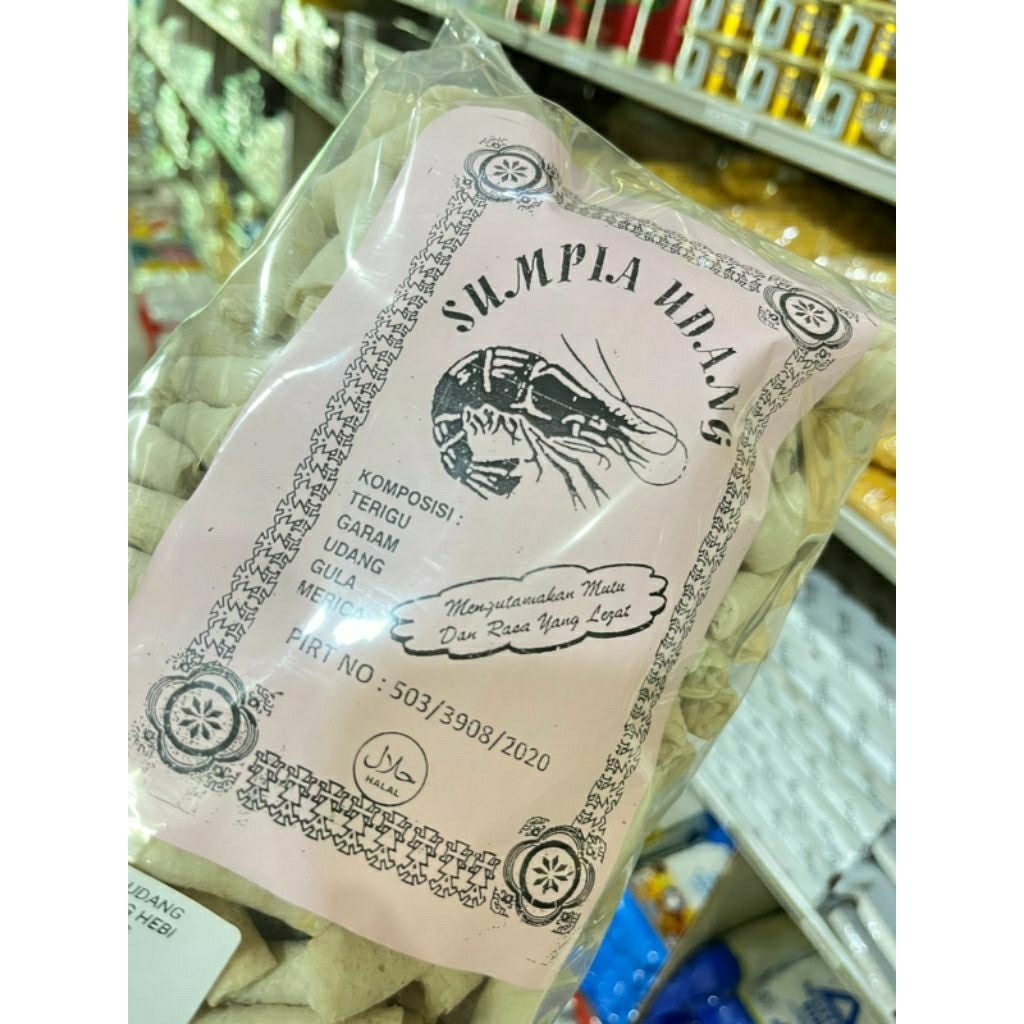 SUMPIA UDANG
KOMPOSISI :
TERIGU
GARAM
UDANG
GULA
MERICA
Mengutamakan Mutu
Dan Rasa Yang Lezat
PIRT NO : 503/3908/2020
حلال
HALAL
UDANG
HEBI